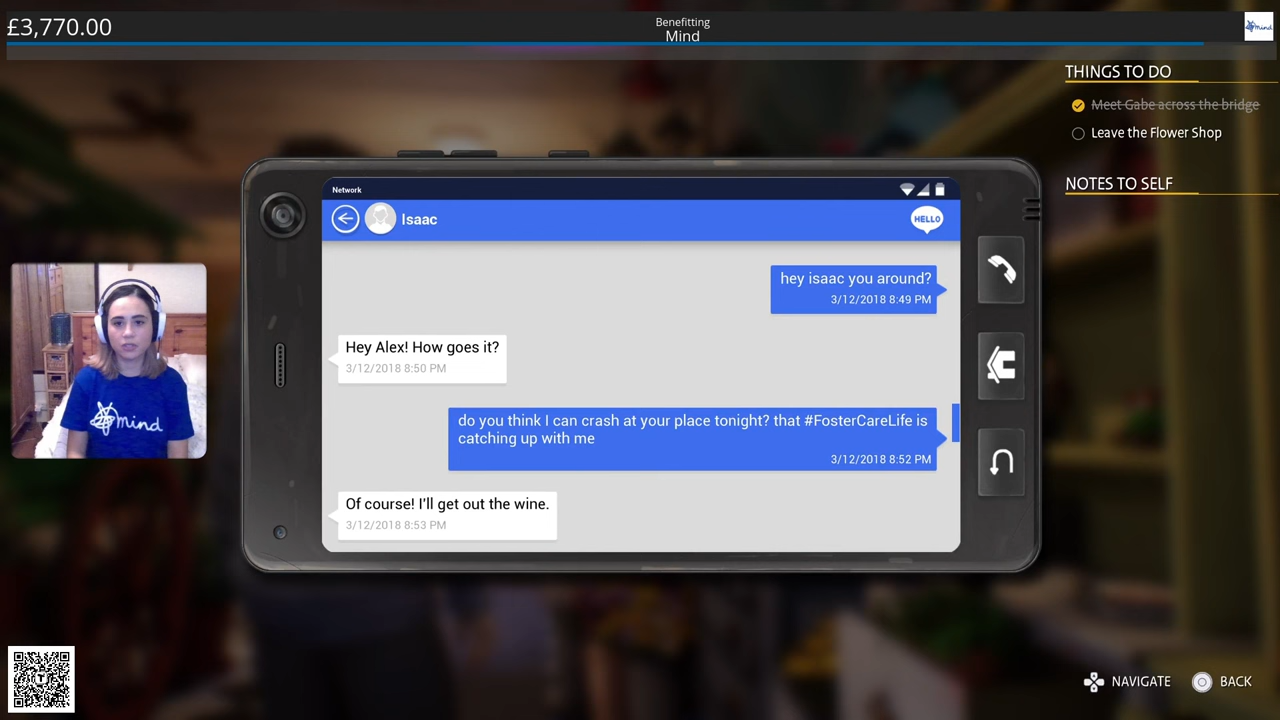 £3,770.00
Benefitting
Mind
mind
THINGS TO DO
Meet Gabe across the bridge
Leave the Flower Shop
NOTES TO SELF
Network
Isaac
HELLO
hey isaac you around?
3/12/2018 8:49 PM
Hey Alex! How goes it?
3/12/2018 8:50 PM
do you think I can crash at your place tonight? that #FosterCareLife is
catching up with me
3/12/2018 8:52 PM
Of course! I'll get out the wine.
3/12/2018 8:53 PM
mind
NAVIGATE
BACK